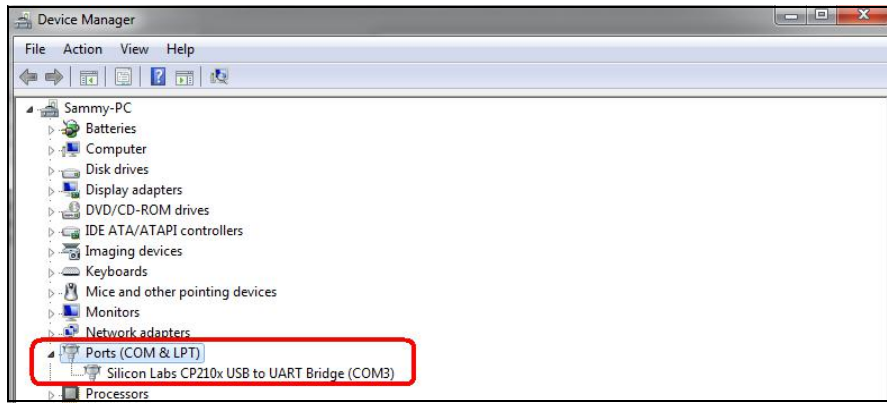 Device Manager
File Action View Help
Sammy-PC
Batteries
Computer
Disk drives
Display adapters
DVD/CD-ROM drives
IDE ATA/ATAPI controllers
Imaging devices
Keyboards
Mice and other pointing devices
Monitors
Network adapters
Ports (COM & LPT)
Silicon Labs CP210x USB to UART Bridge (COM3)
Processors